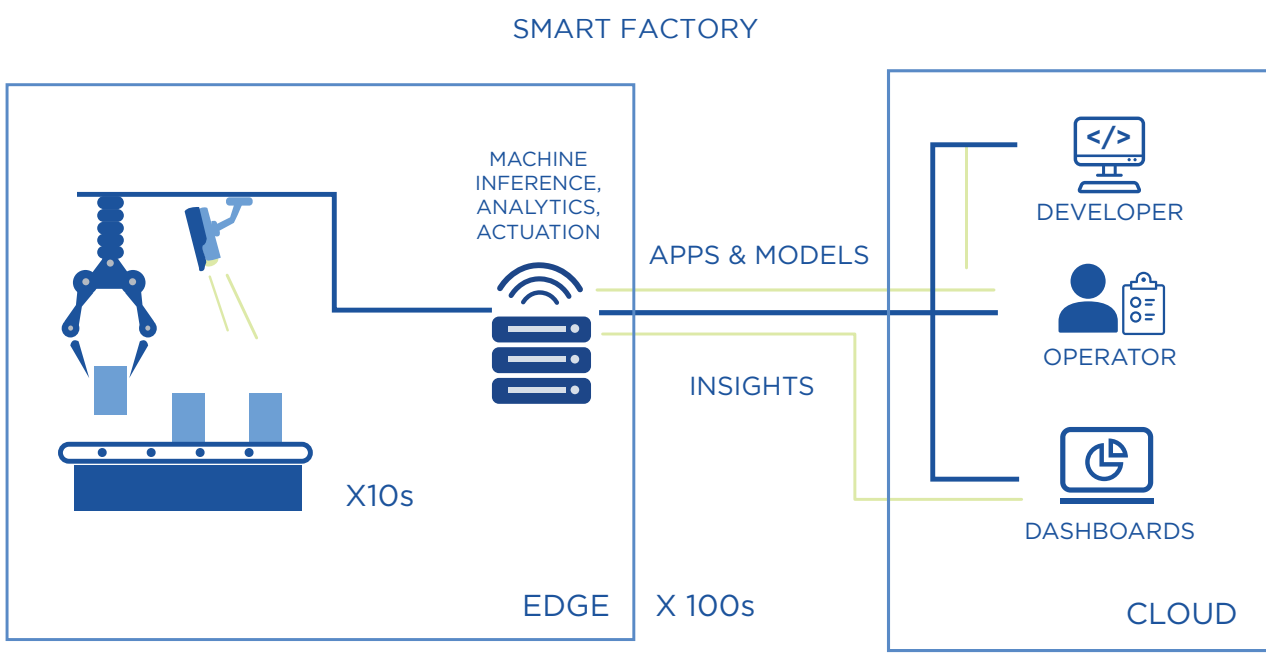 SMART FACTORY
MACHINE
INFERENCE,
ANALYTICS,
ACTUATION
X10s
EDGE
APPS & MODELS
INSIGHTS
X 100s
</>
DEVELOPER
OPERATOR
DASHBOARDS
CLOUD